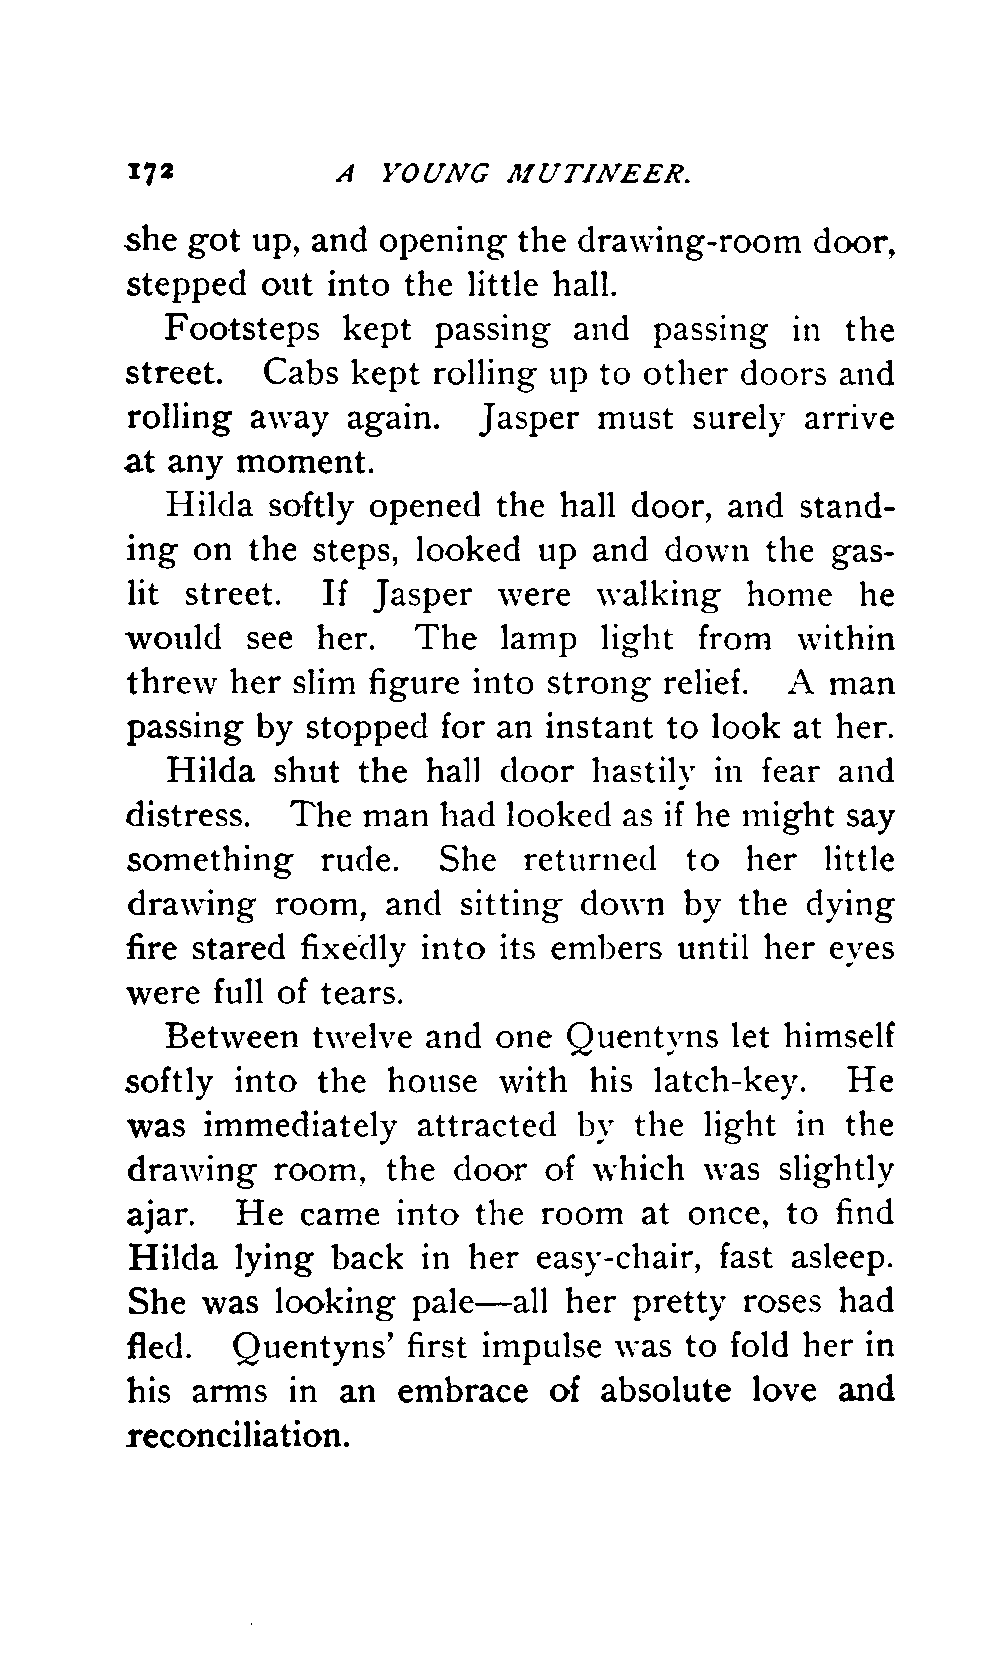 172 A YOUNG MUTINEER.
she got up, and opening the drawing-room door,
stepped out into the little hall.
Footsteps kept passing and passing in the
street. Cabs kept rolling up to other doors and
rolling away again. Jasper must surely arrive
at any moment.
Hilda softly opened the hall door, and stand-
ing on the steps, looked up and down the gas-
lit street. If Jasper were walking home he
would see her. The lamp light from within
threw her slim figure into strong relief. A man
passing by stopped for an instant to look at her.
Hilda shut the hall door hastily in fear and
distress. The man had looked as if he might say
something rude. She returned to her little
drawing room, and sitting down by the dying
fire stared fixedly into its embers until her eyes
were full of tears.
Between twelve and one Quentyns let himself
softly into the house with his latch-key. He
was immediately attracted by the light in the
drawing room, the door of which was slightly
ajar. He came into the room at once, to find
Hilda lying back in her easy-chair, fast asleep.
She was looking pale—all her pretty roses had
fled. Quentyns' first impulse was to fold her in
his arms in an embrace of absolute love and
reconciliation.